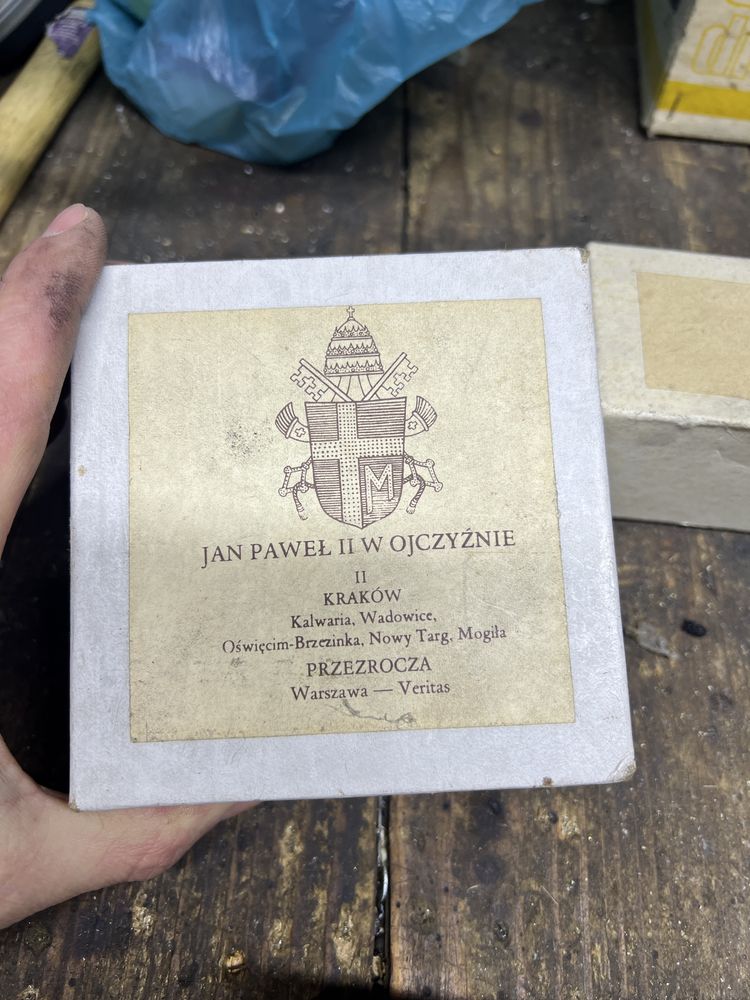 M
JAN PAWEŁ II W OJCZYŹNIE
II
KRAKÓW
Kalwaria, Wadowice,
Oświęcim-Brzezinka, Nowy Targ, Mogiła
PRZEZROCZA
Warszawa — Veritas